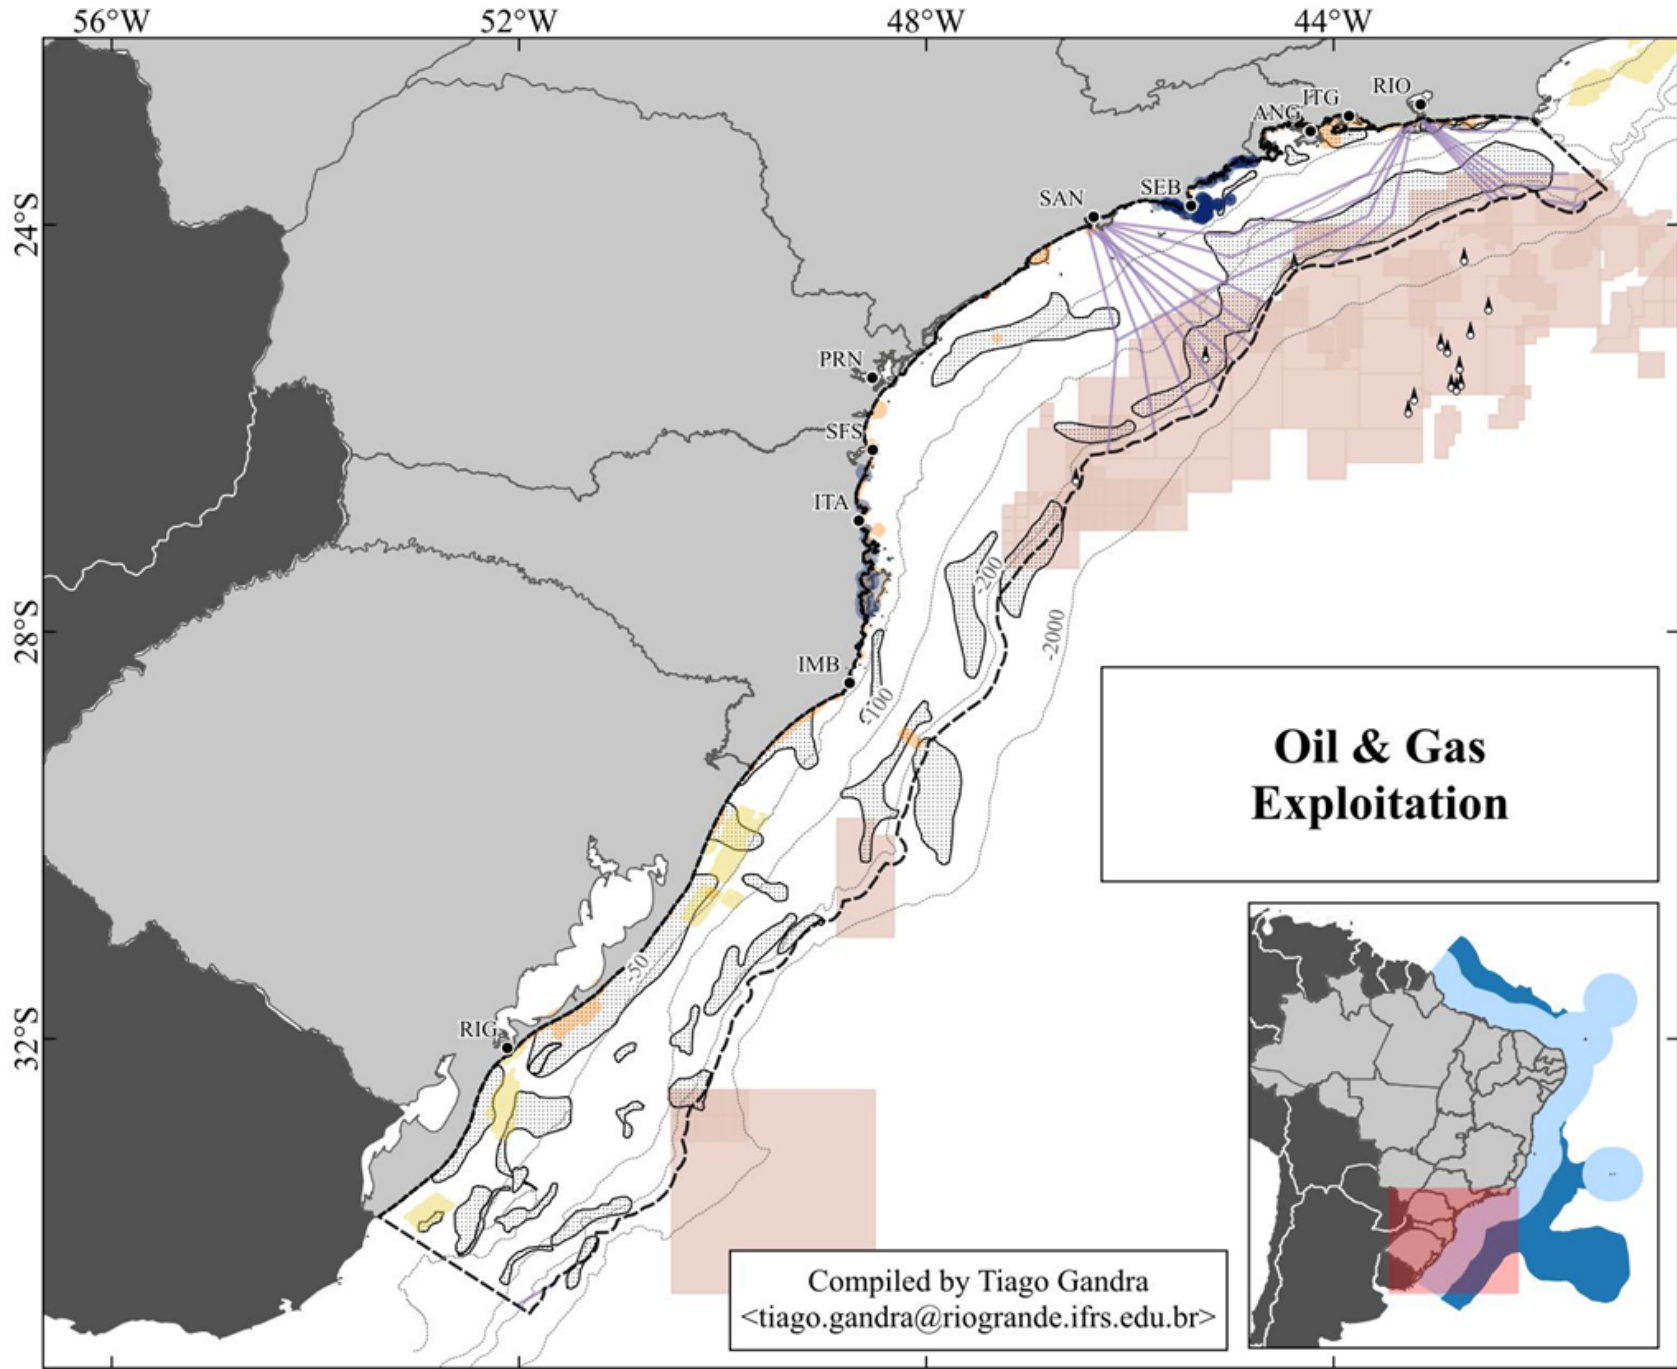 56°W 52°W 48°W 44°W
RIO
ITG
ANG
SEB
SAN
24°S
PRN
SFS
ITA
-200
28°S
-2000
IMB
-100
Oil & Gas
Exploitation
-50
RIG
32°S
Compiled by Tiago Gandra
<tiago.gandra@riogrande.ifrs.edu.br>